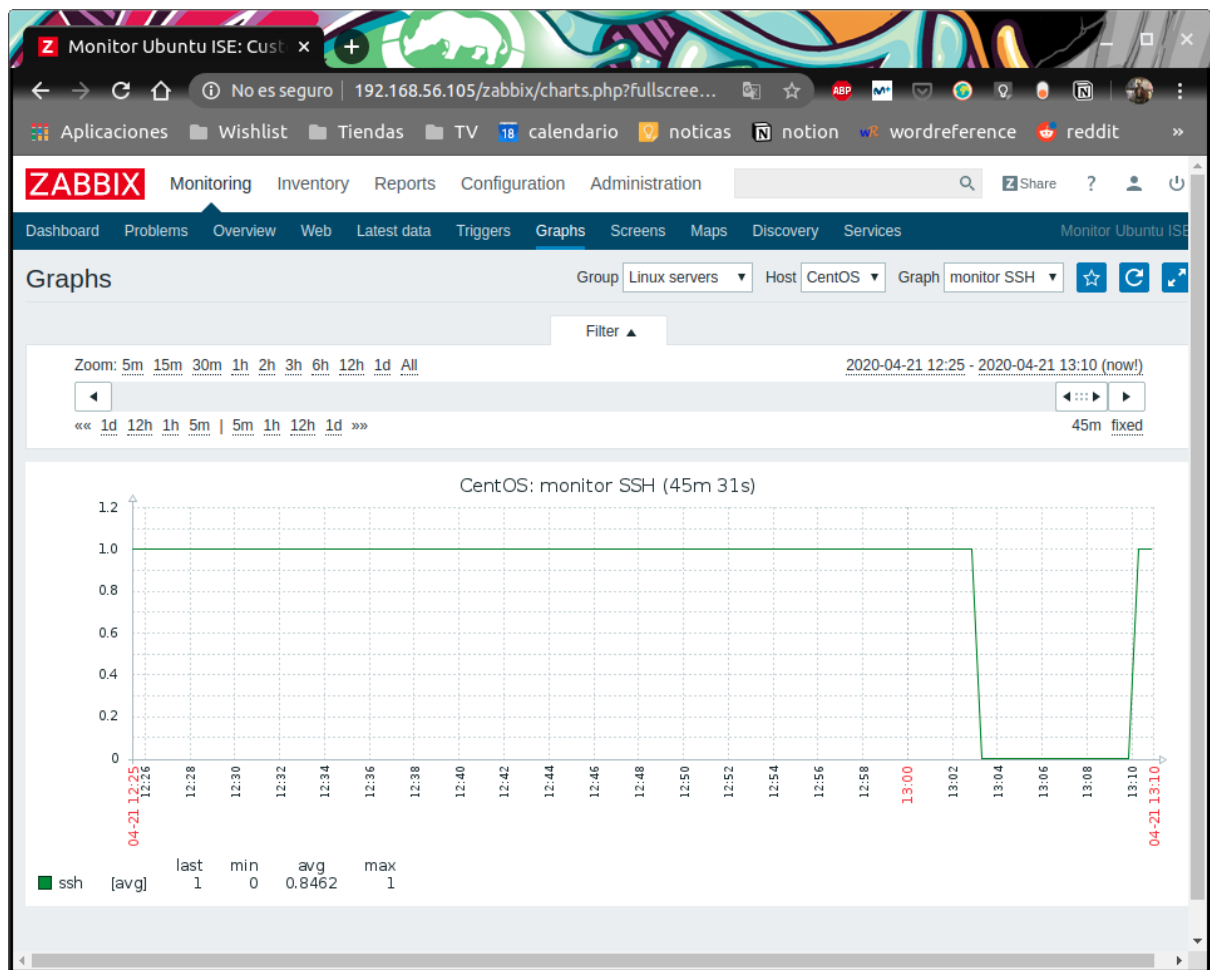 Z Monitor Ubuntu ISE: Cust × +
No es seguro | 192.168.56.105/zabbix/charts.php?fullscree... ABP
Aplicaciones Wishlist Tiendas TV 18 calendario noticas notion wR wordreference reddit »
ZABBIX Monitoring Inventory Reports Configuration Administration Z Share ?
Dashboard Problems Overview Web Latest data Triggers Graphs Screens Maps Discovery Services Monitor Ubuntu ISE
Graphs Group Linux servers Host CentOS Graph monitor SSH
Filter
Zoom: 5m 15m 30m 1h 2h 3h 6h 12h 1d All 2020-04-21 12:25 - 2020-04-21 13:10 (now!)
«« 1d 12h 1h 5m | 5m 1h 12h 1d »» 45m fixed
CentOS: monitor SSH (45m 31s)
1.2
1.0
0.8
0.6
0.4
0.2
0
04-21 12:25 12:26 12:28 12:30 12:32 12:34 12:36 12:38 12:40 12:42 12:44 12:46 12:48 12:50 12:52 12:54 12:56 12:58 13:00 13:02 13:04 13:06 13:08 13:10 04-21 13:10
last min avg max
ssh [avg] 1 0 0.8462 1